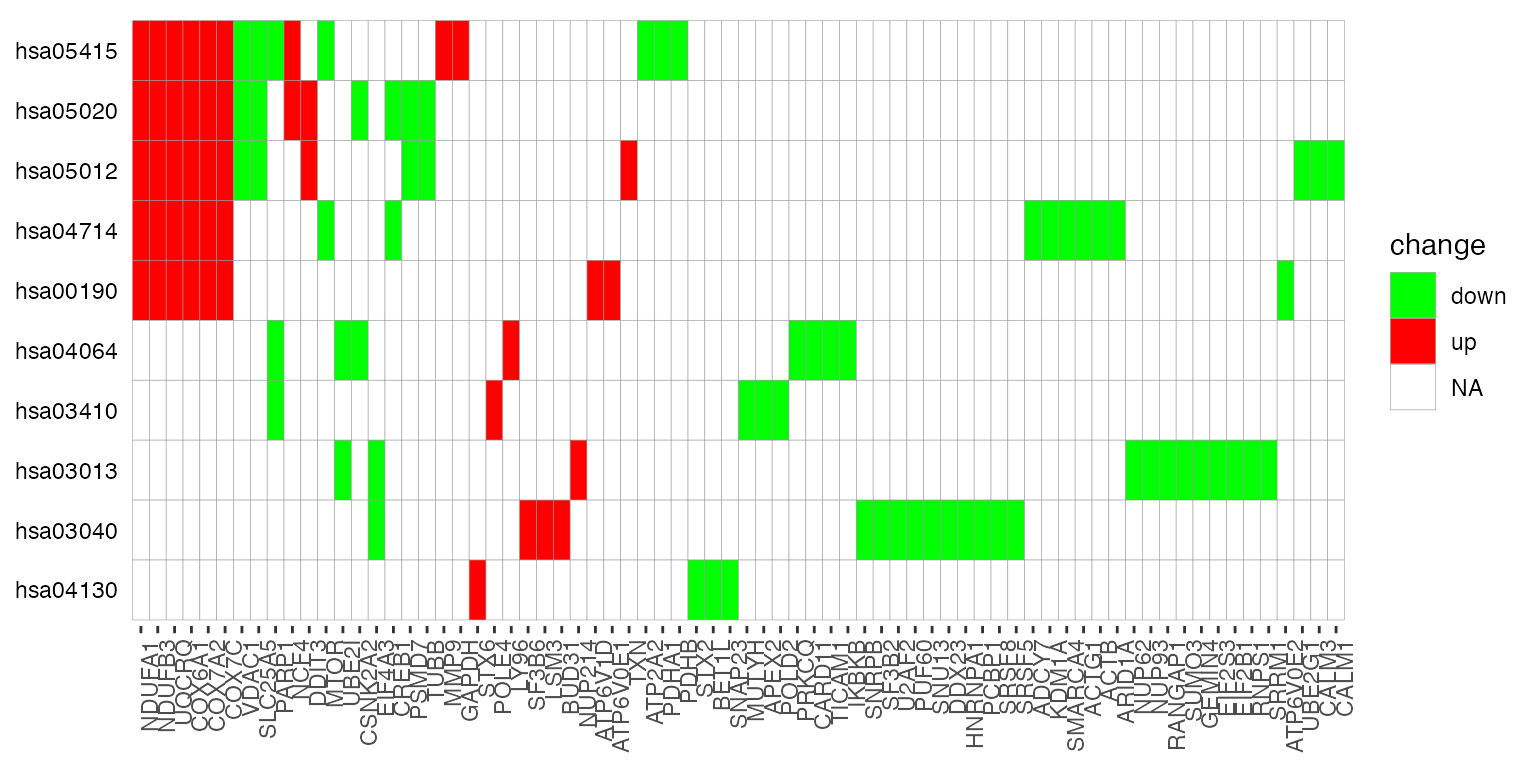 hsa05415
hsa05020
hsa05012
hsa04714
hsa00190
hsa04064
hsa03410
hsa03013
hsa03040
hsa04130
change
down
up
NA
NDUFA1
NDUFB3
UQCRQ
COX6A1
COX7A2
COX7C
VDAC1
SLC25A5
PARP1
NCF4
DDIT3
MTOR
UBE2I
CSNK2A2
EIF4A3
CREB1
PSMD7
TUBB
MMP9
GAPDH
STX6
POLE4
LY96
SF3B6
LSM3
BUD31
NUP214
ATP6V1D
ATP6V0E1
TXN
ATP2A2
PDHA1
PDHB
STX2
BET1L
SNAP23
MUTYH
APEX2
POLD2
PRKCQ
CARD11
TICAM1
IKBKB
SNRPB
SF3B2
U2AF2
PUF60
SNU13
DDX23
HNRNPA1
PCBP1
SRSF8
SRSF5
ADCY7
KDM1A
SMARCA4
ACTG1
ACTB
ARID1A
NUP62
NUP93
RANGAP1
SUMO3
GEMIN4
EIF2S3
EIF2B1
RNPS1
SRRM1
ATP6V0E2
UBE2G1
CALM3
CALM1